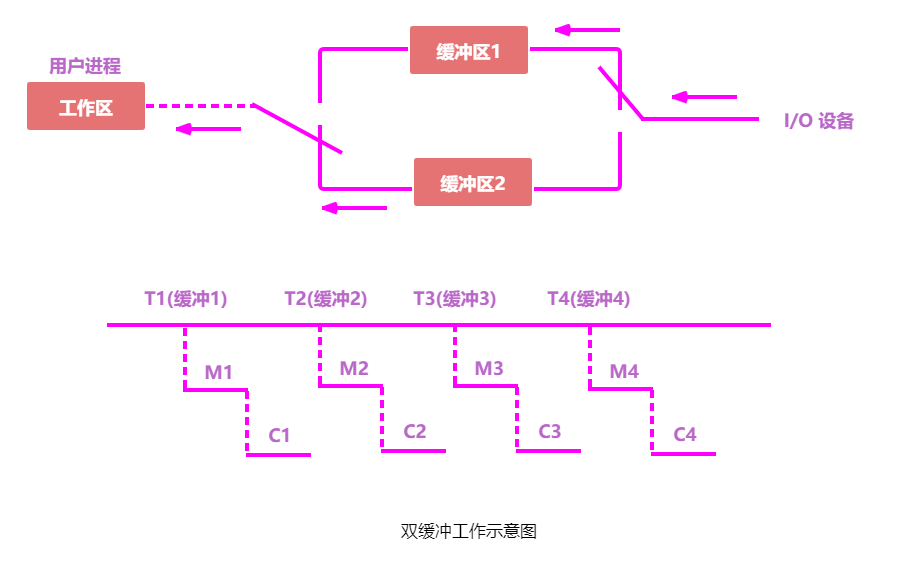 缓冲区1
用户进程
工作区
I/O 设备
缓冲区2
T1(缓冲1) T2(缓冲2) T3(缓冲3) T4(缓冲4)
M1 M2 M3 M4
C1 C2 C3 C4
双缓冲工作示意图